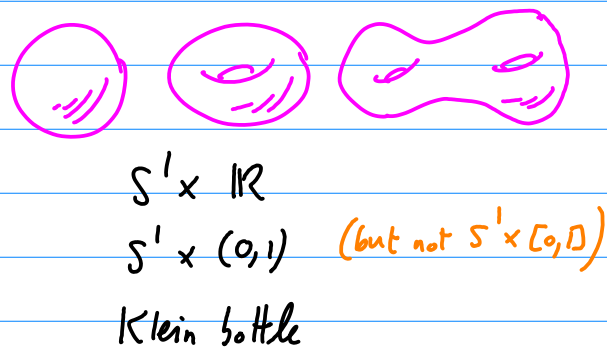 S¹ × ℝ
S¹ × (0,1) (but not S¹ × [0,1])
Klein bottle